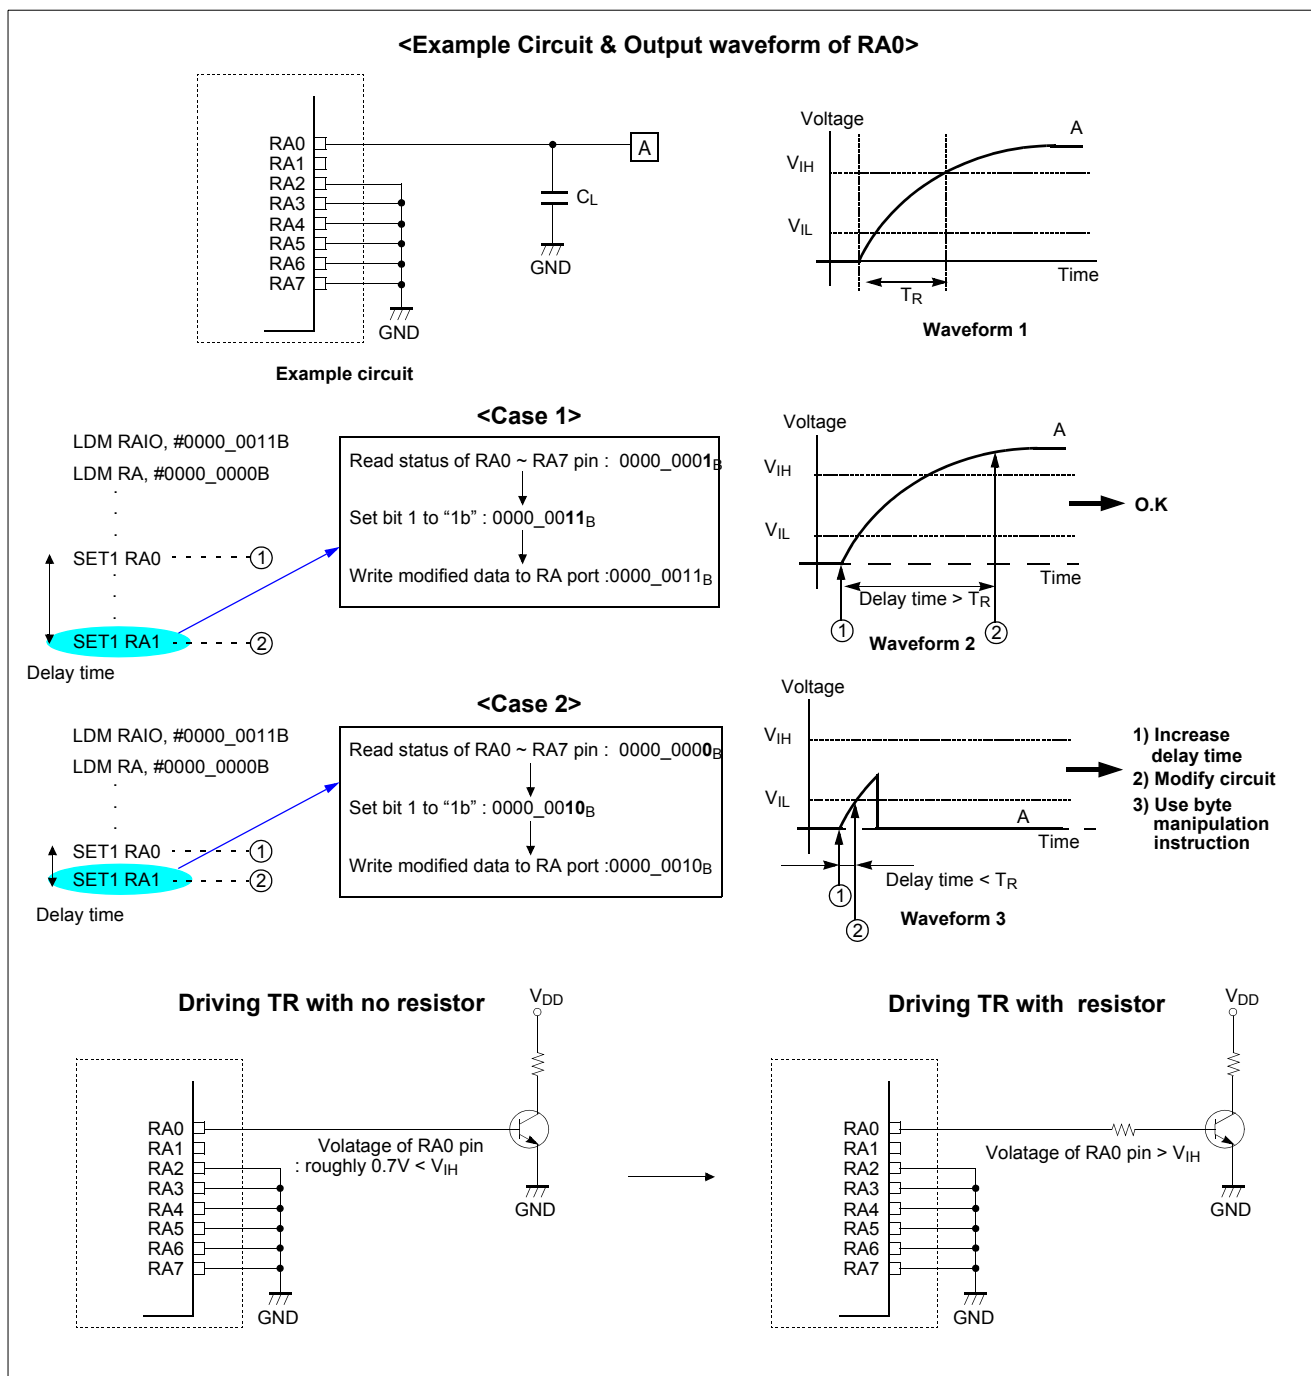 <Example Circuit & Output waveform of RA0>
RA0
RA1
RA2
RA3
RA4
RA5
RA6
RA7
A
CL
GND
GND
Example circuit
Voltage
A
VIH
VIL
Time
TR
Waveform 1
<Case 1>
LDM RAIO, #0000_0011B
LDM RA, #0000_0000B
SET1 RA0
①
SET1 RA1
②
Delay time
Read status of RA0 ~ RA7 pin : 0000_0001B
Set bit 1 to “1b” : 0000_0011B
Write modified data to RA port :0000_0011B
Voltage
A
VIH
O.K
VIL
Time
Delay time > TR
①
②
Waveform 2
<Case 2>
LDM RAIO, #0000_0011B
LDM RA, #0000_0000B
SET1 RA0
①
SET1 RA1
②
Delay time
Read status of RA0 ~ RA7 pin : 0000_0000B
Set bit 1 to “1b” : 0000_0010B
Write modified data to RA port :0000_0010B
Voltage
VIH
VIL
A
Time
Delay time < TR
①
②
Waveform 3
1) Increase
delay time
2) Modify circuit
3) Use byte
manipulation
instruction
Driving TR with no resistor
VDD
RA0
RA1
RA2
RA3
RA4
RA5
RA6
RA7
Volatage of RA0 pin
: roughly 0.7V < VIH
GND
GND
Driving TR with resistor
VDD
RA0
RA1
RA2
RA3
RA4
RA5
RA6
RA7
Volatage of RA0 pin > VIH
GND
GND